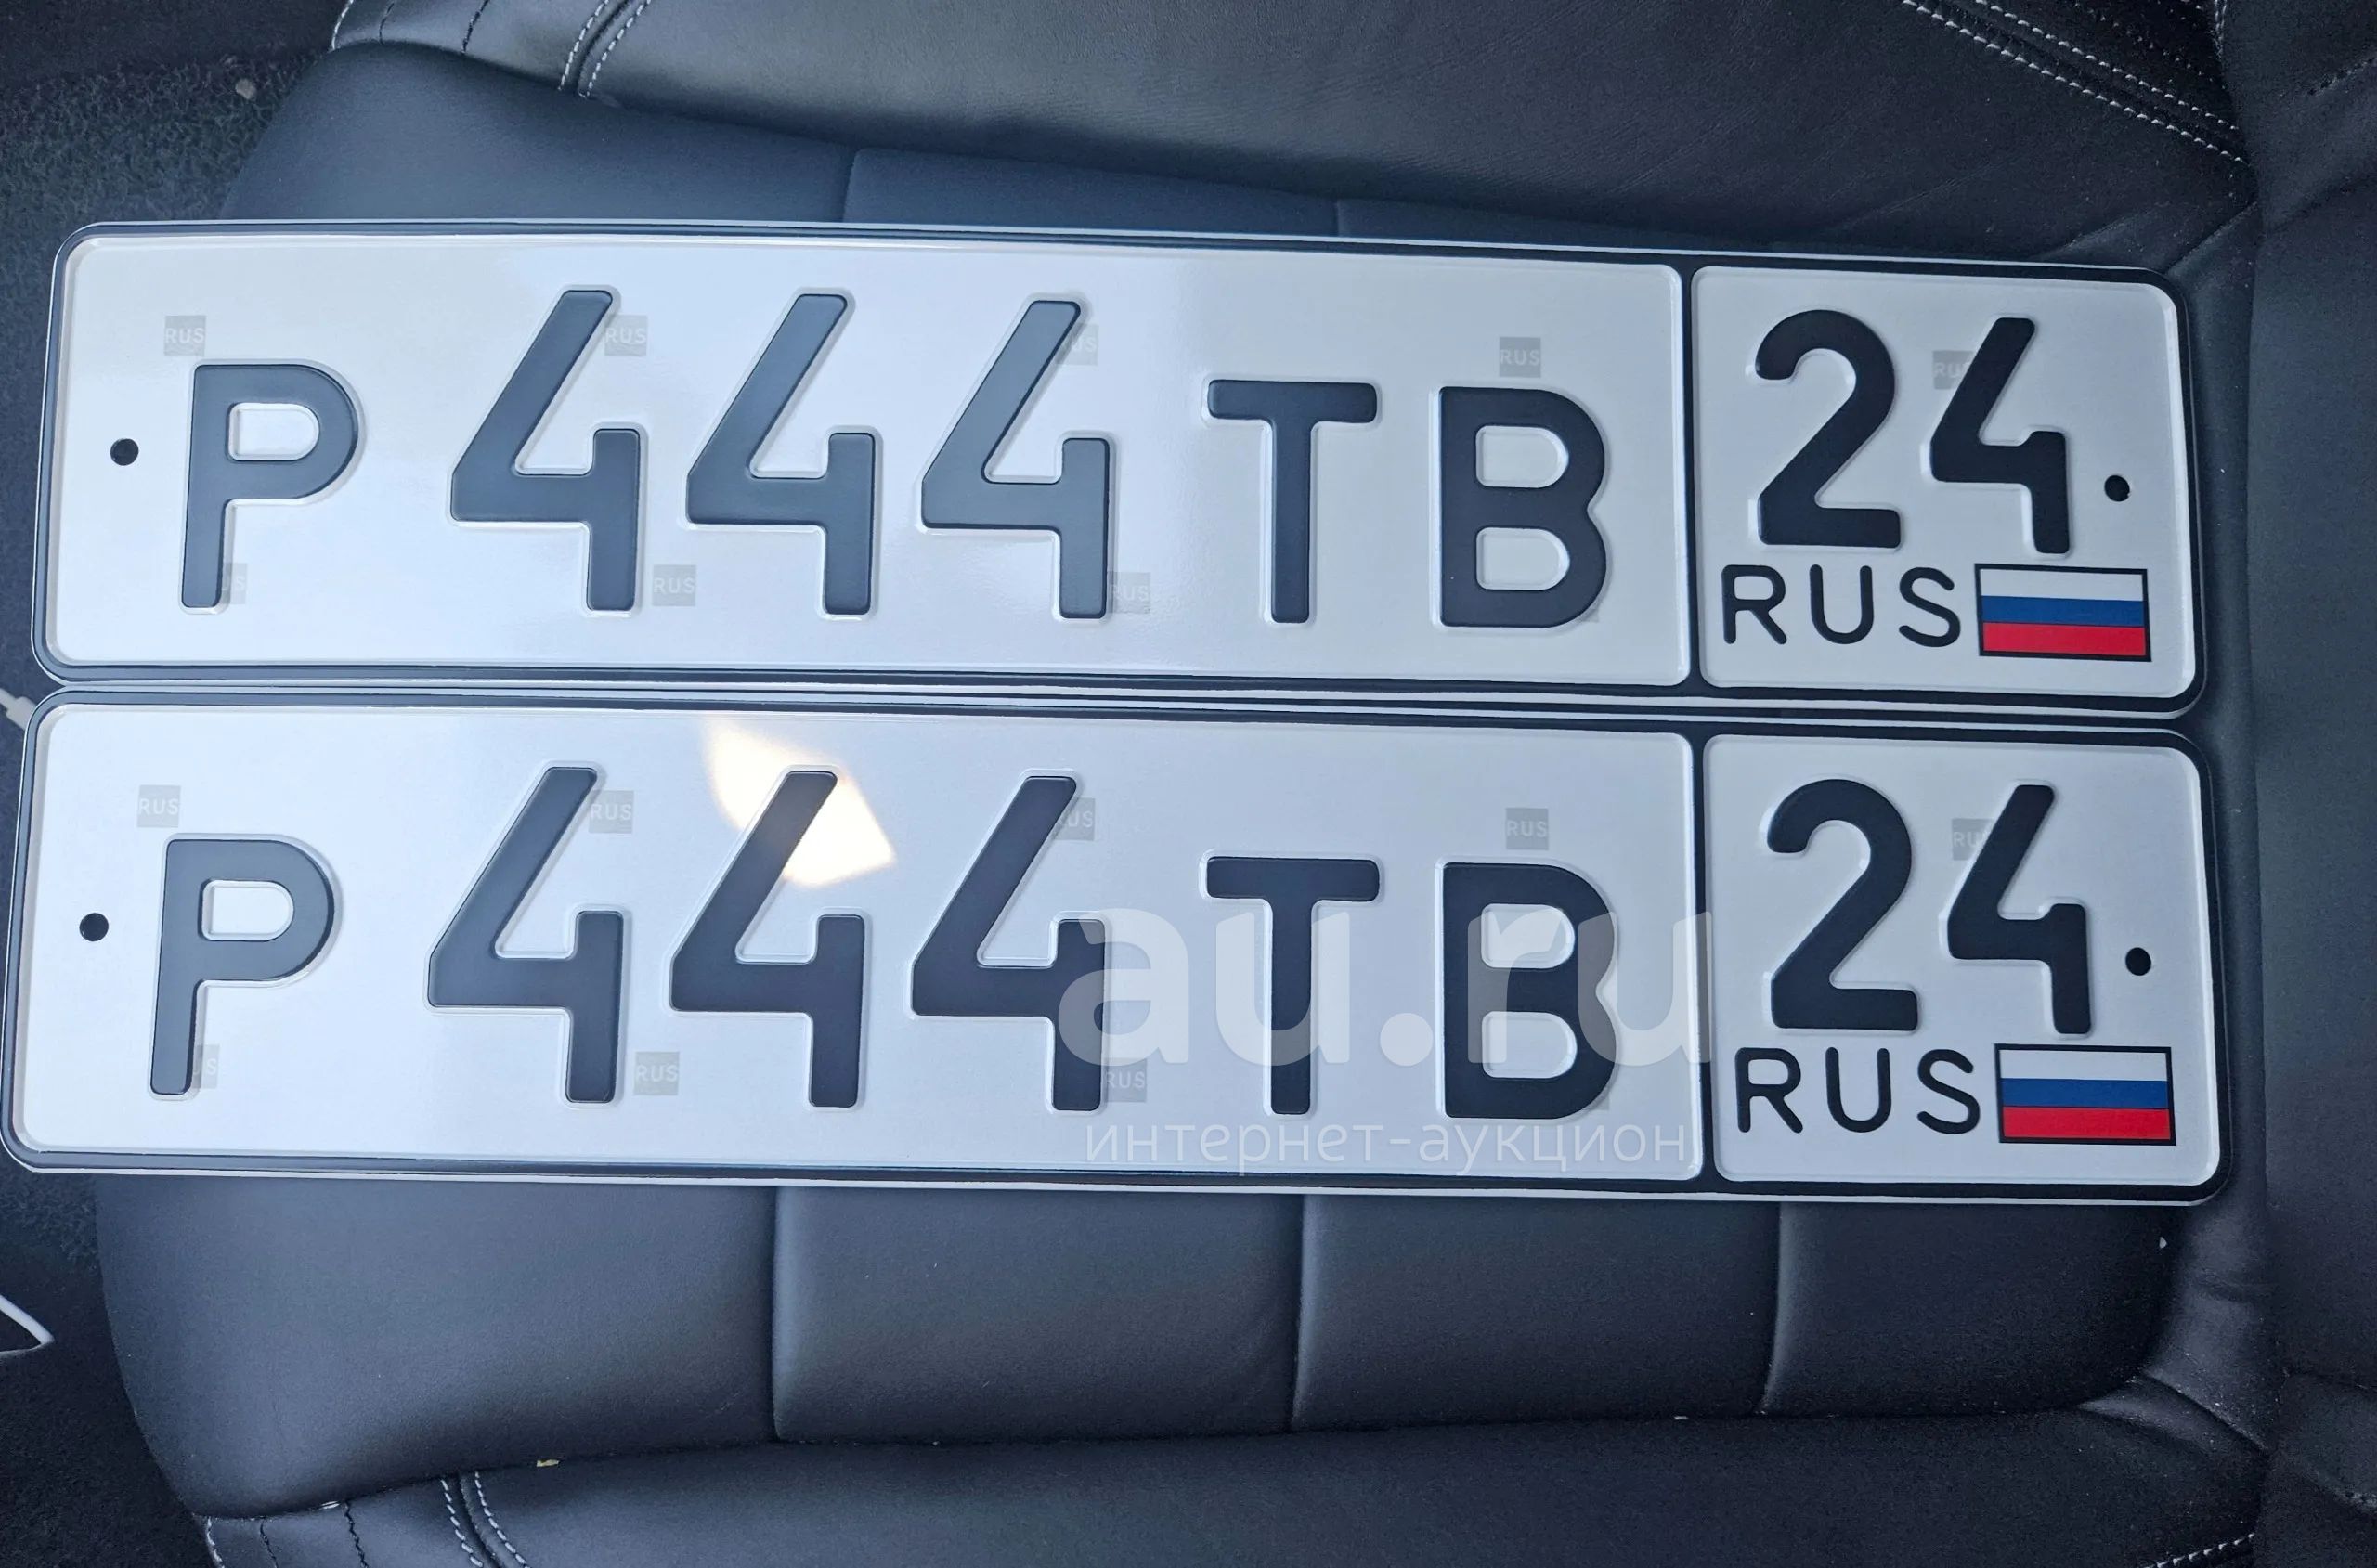 Р 444 ТВ 24
RUS
Р 444 ТВ 24
RUS
au.ru
интернет-аукцион